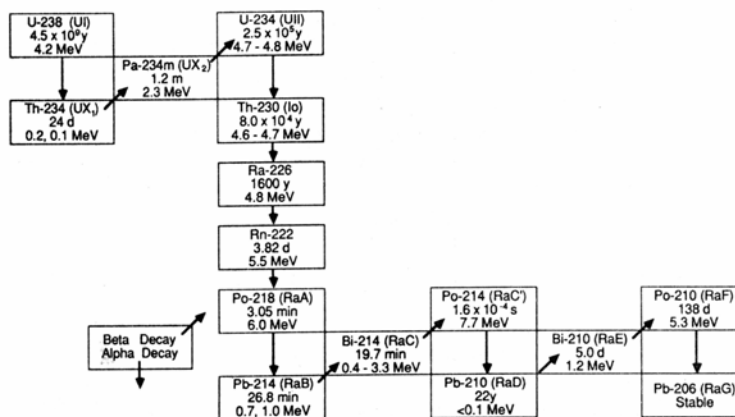 U-238 (UI)
4.5 x 10⁹y
4.2 MeV
U-234 (UII)
2.5 x 10⁵y
4.7 - 4.8 MeV
Pa-234m (UX₂)
1.2 m
2.3 MeV
Th-234 (UX₁)
24 d
0.2, 0.1 MeV
Th-230 (Io)
8.0 x 10⁴y
4.6 - 4.7 MeV
Ra-226
1600 y
4.8 MeV
Rn-222
3.82 d
5.5 MeV
Po-218 (RaA)
3.05 min
6.0 MeV
Po-214 (RaC')
1.6 x 10⁻⁴ s
7.7 MeV
Po-210 (RaF)
138 d
5.3 MeV
Beta Decay
Alpha Decay
Bi-214 (RaC)
19.7 min
0.4 - 3.3 MeV
Bi-210 (RaE)
5.0 d
1.2 MeV
Pb-214 (RaB)
26.8 min
0.7, 1.0 MeV
Pb-210 (RaD)
22y
<0.1 MeV
Pb-206 (RaG)
Stable